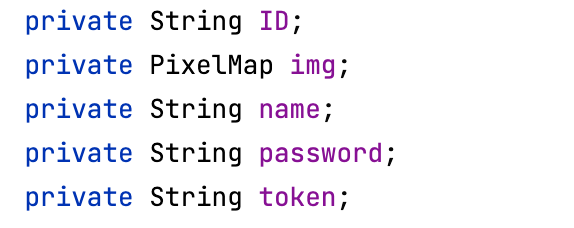 private String ID;
private PixelMap img;
private String name;
private String password;
private String token;